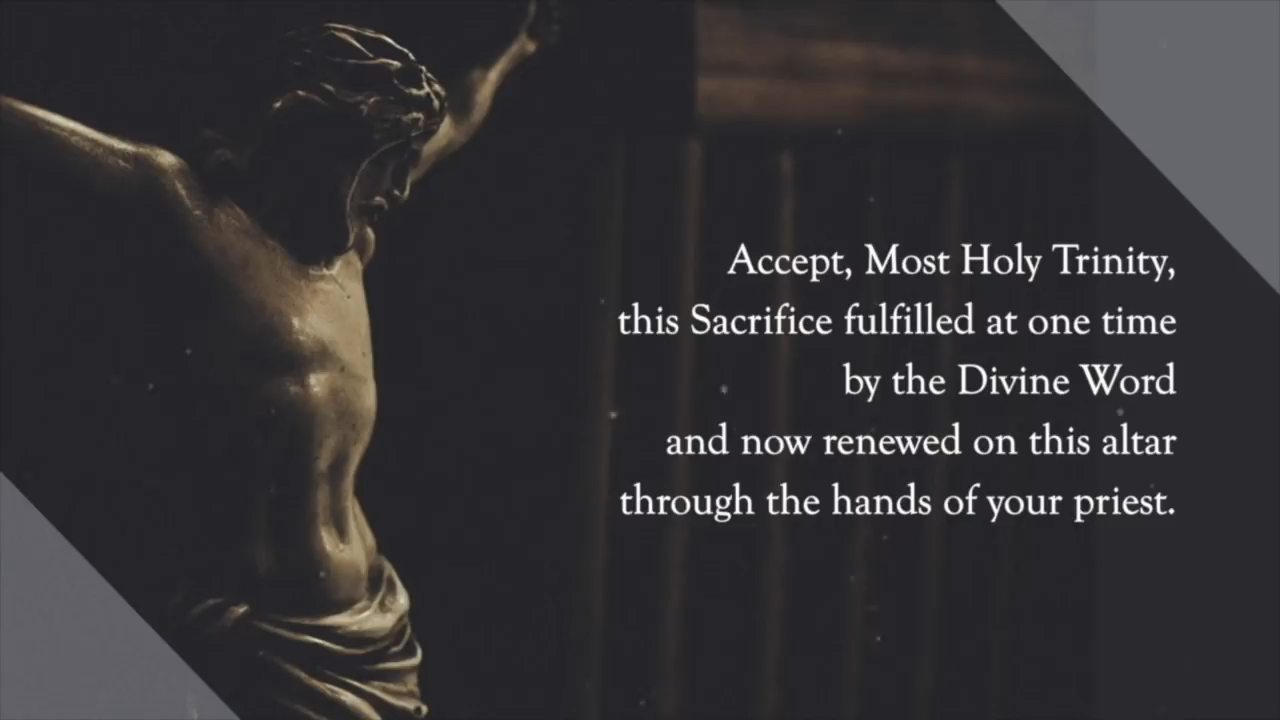 Accept, Most Holy Trinity,
this Sacrifice fulfilled at one time
by the Divine Word
and now renewed on this altar
through the hands of your priest.